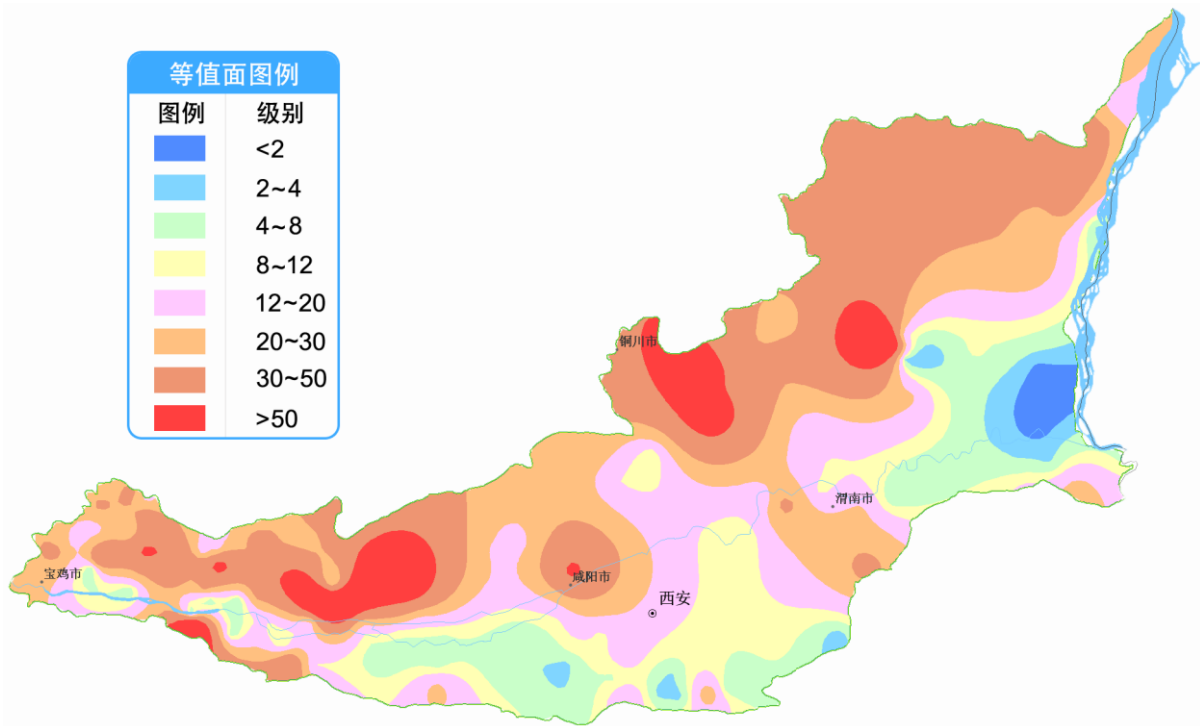 等值面图例
图例 级别
<2
2~4
4~8
8~12
12~20
20~30
30~50
>50
铜川市
渭南市
宝鸡市
咸阳市
西安